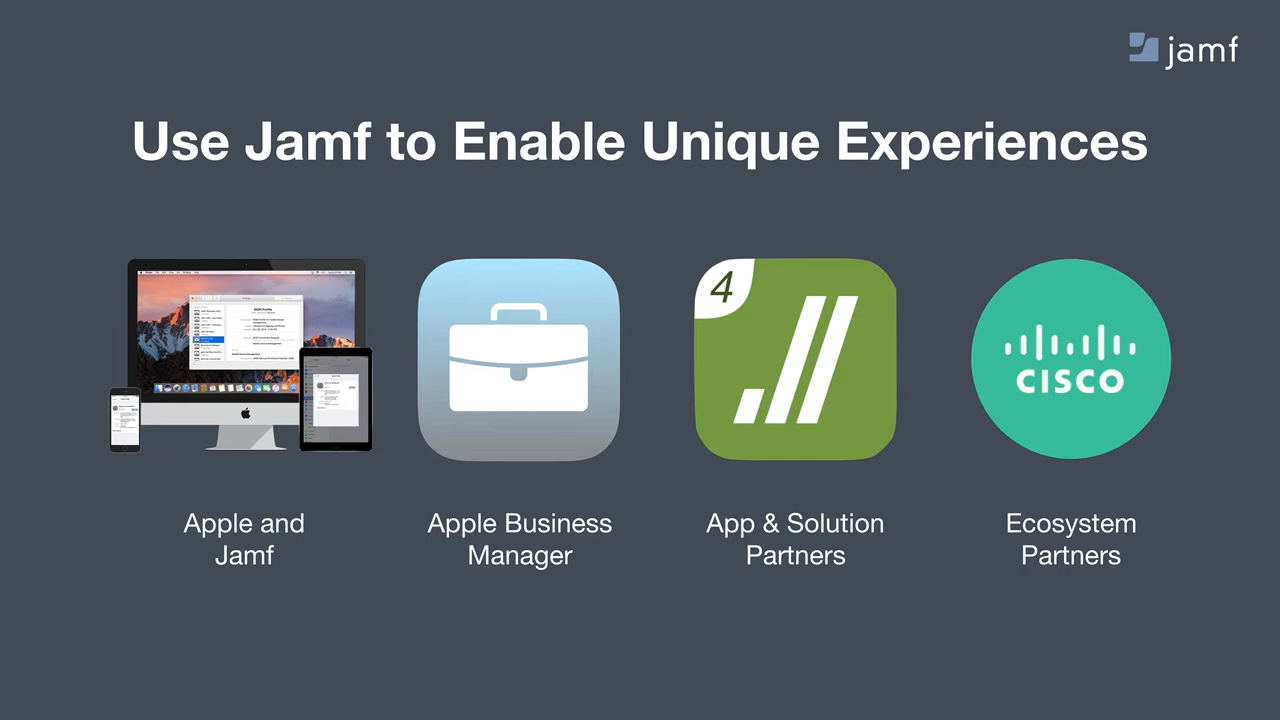 jamf
Use Jamf to Enable Unique Experiences
4
CISCO
Apple and
Jamf
Apple Business
Manager
App & Solution
Partners
Ecosystem
Partners